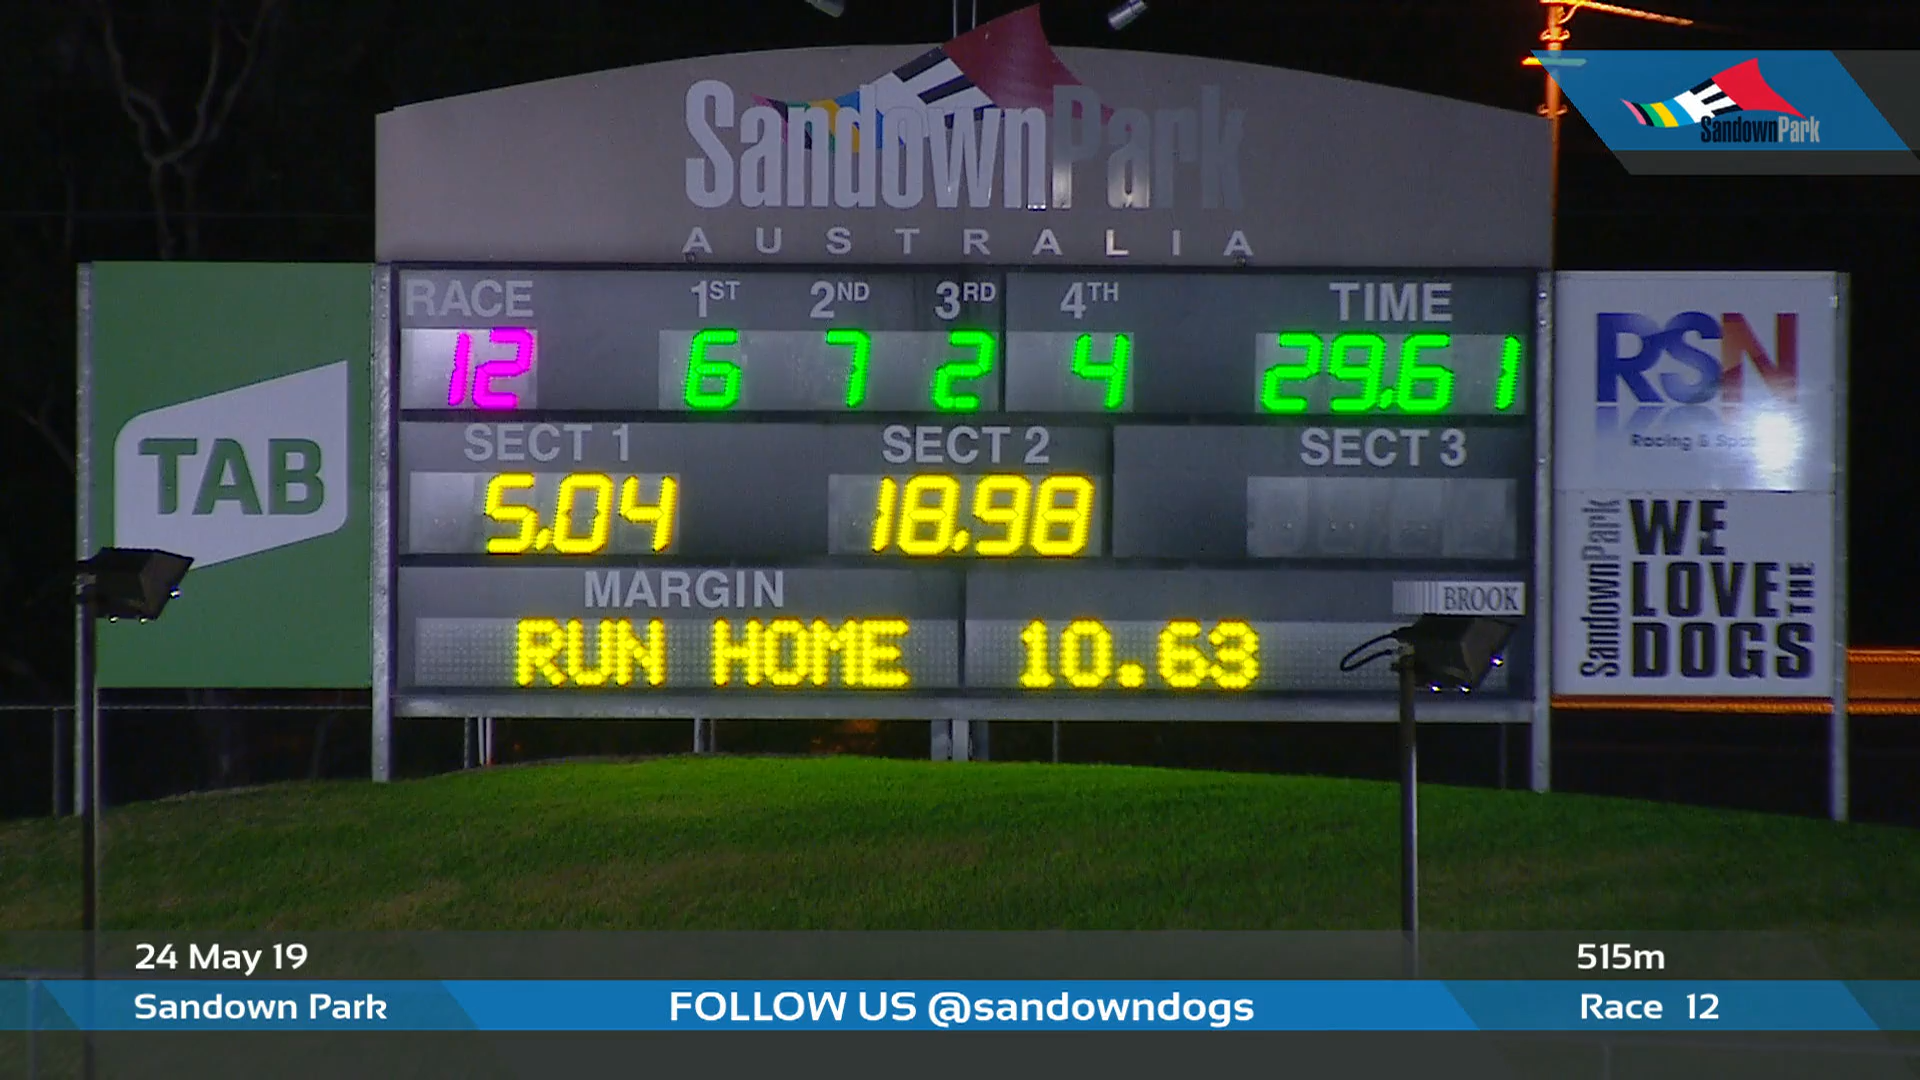 SandownPark
AUSTRALIA
SandownPark
RACE 1ST 2ND 3RD 4TH TIME
12 6 7 2 4 29.61
SECT 1 SECT 2 SECT 3
5.04 18.98
MARGIN BROOK
RUN HOME 10.63
TAB
RSN
Racing &
SandownPark
WE
LOVE THE
DOGS
24 May 19 515m
Sandown Park FOLLOW US @sandowndogs Race 12